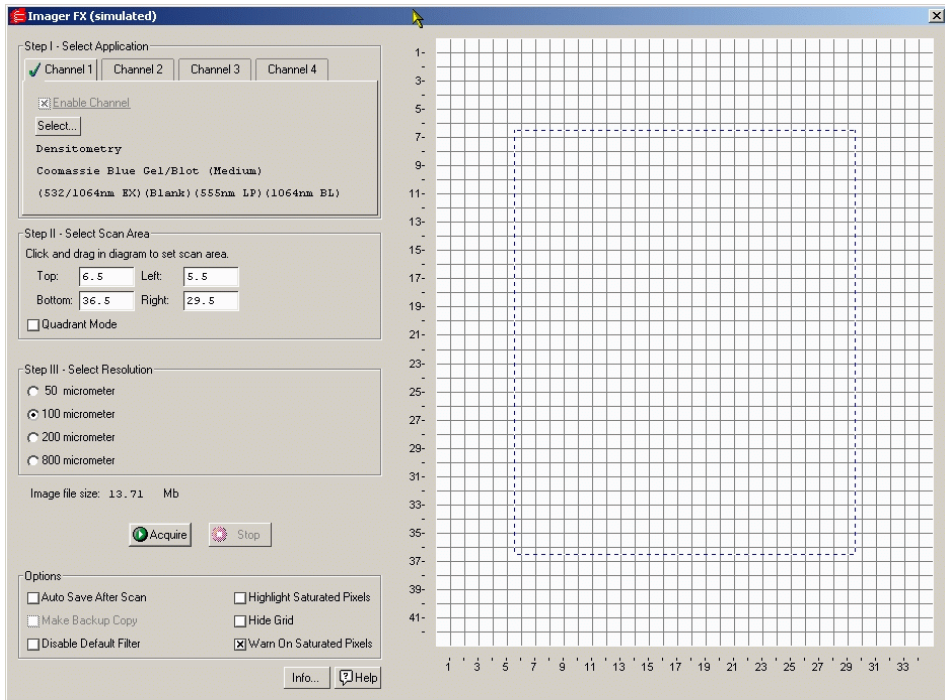 Imager FX (simulated)
Step I - Select Application
Channel 1 Channel 2 Channel 3 Channel 4
Enable Channel
Select...
Densitometry
Coomassie Blue Gel/Blot (Medium)
(532/1064nm EX)(Blank)(555nm LP)(1064nm BL)
Step II - Select Scan Area
Click and drag in diagram to set scan area.
Top: 6.5 Left: 5.5
Bottom: 36.5 Right: 29.5
Quadrant Mode
Step III - Select Resolution
50 micrometer
100 micrometer
200 micrometer
800 micrometer
Image file size: 13.71 Mb
Acquire Stop
Options
Auto Save After Scan Highlight Saturated Pixels
Make Backup Copy Hide Grid
Disable Default Filter Warn On Saturated Pixels
Info... Help
1-
3-
5-
7-
9-
11-
13-
15-
17-
19-
21-
23-
25-
27-
29-
31-
33-
35-
37-
39-
41-
1 3 5 7 9 11 13 15 17 19 21 23 25 27 29 31 33